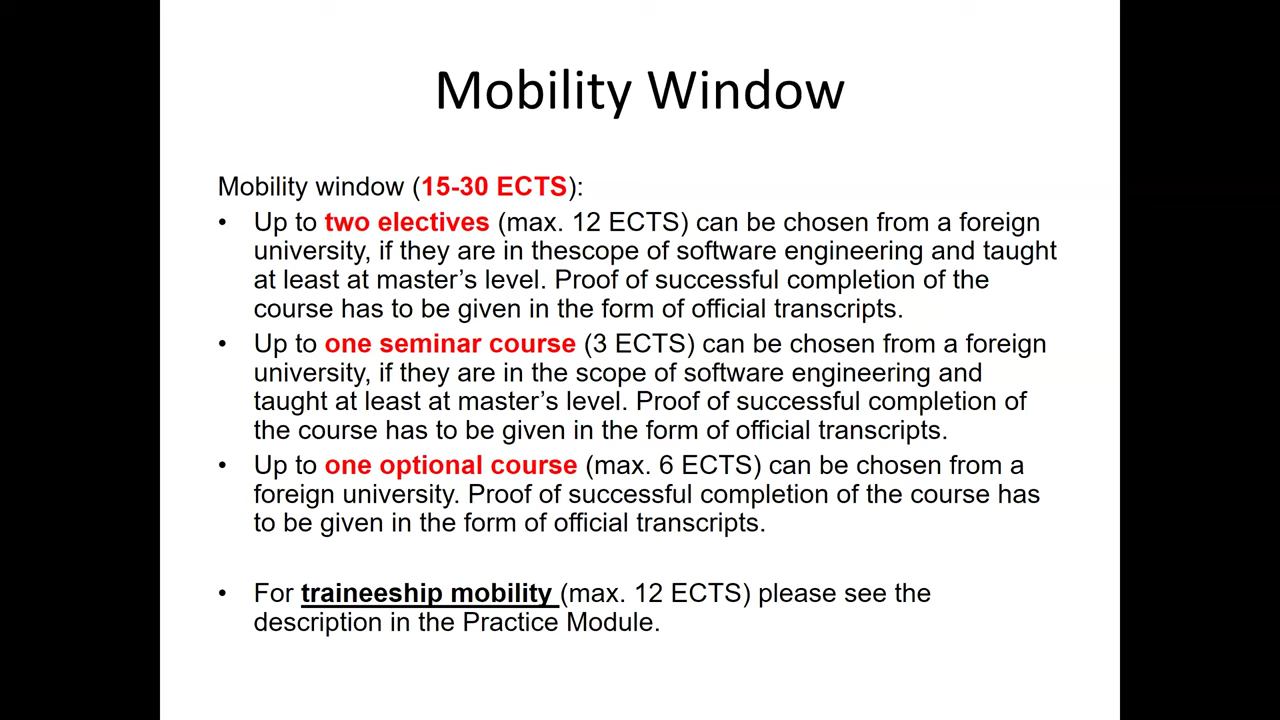 Mobility Window
Mobility window (15-30 ECTS):
• Up to two electives (max. 12 ECTS) can be chosen from a foreign
university, if they are in thescope of software engineering and taught
at least at master’s level. Proof of successful completion of the
course has to be given in the form of official transcripts.
• Up to one seminar course (3 ECTS) can be chosen from a foreign
university, if they are in the scope of software engineering and
taught at least at master’s level. Proof of successful completion of
the course has to be given in the form of official transcripts.
• Up to one optional course (max. 6 ECTS) can be chosen from a
foreign university. Proof of successful completion of the course has
to be given in the form of official transcripts.
• For traineeship mobility (max. 12 ECTS) please see the
description in the Practice Module.